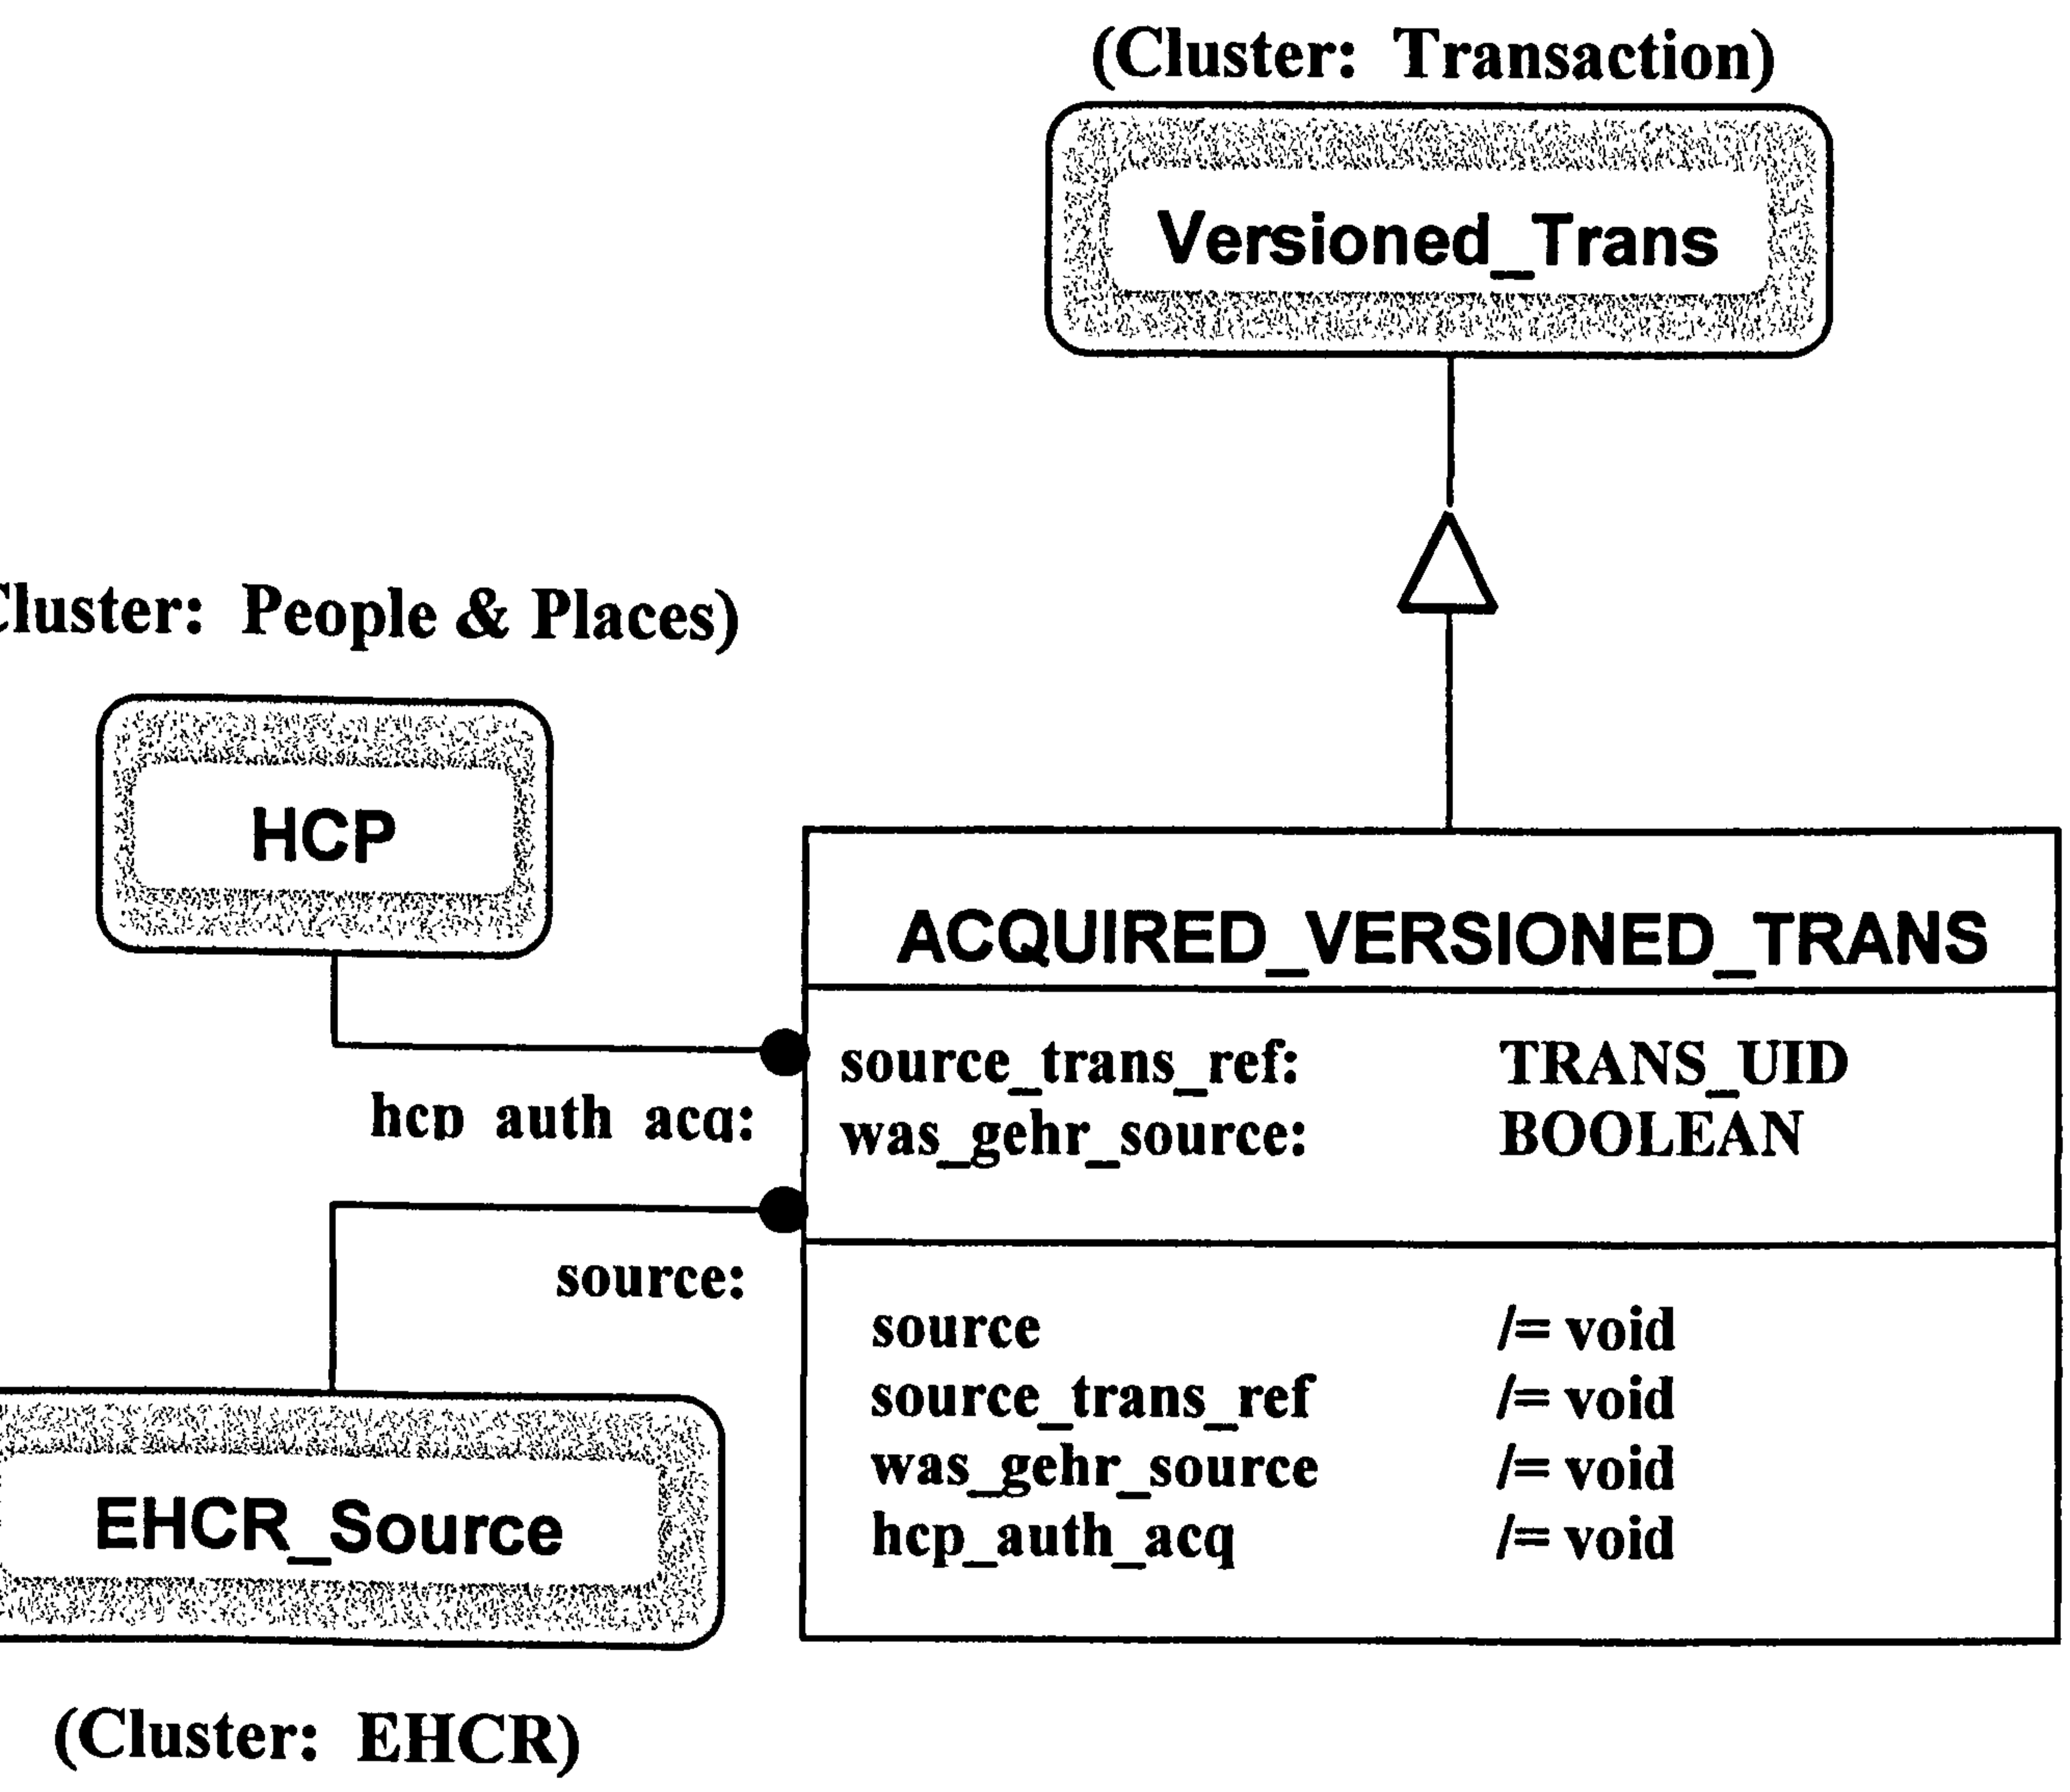 (Cluster: Transaction)
Versioned_Trans
Cluster: People & Places)
HCP
ACQUIRED_VERSIONED_TRANS
source_trans_ref: TRANS_UID
was_gehr_source: BOOLEAN
hcp auth acq:
source:
source /= void
source_trans_ref /= void
was_gehr_source /= void
hcp_auth_acq /= void
EHCR_Source
(Cluster: EHCR)